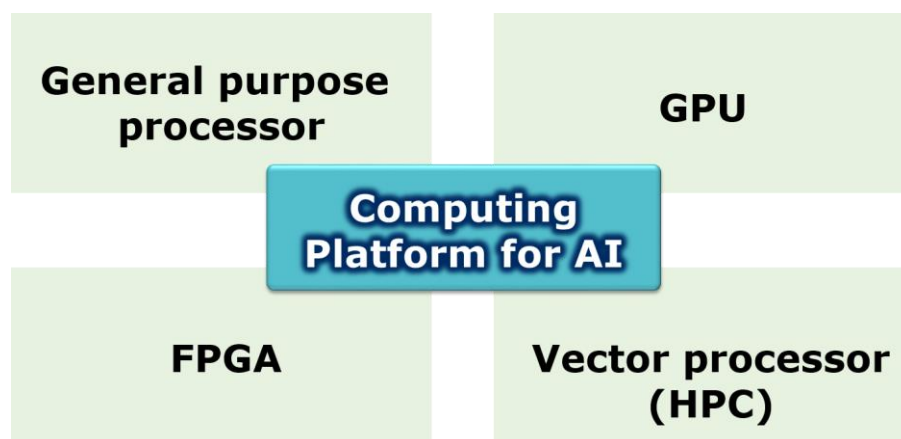 General purpose
processor
GPU
Computing
Platform for AI
FPGA
Vector processor
(HPC)